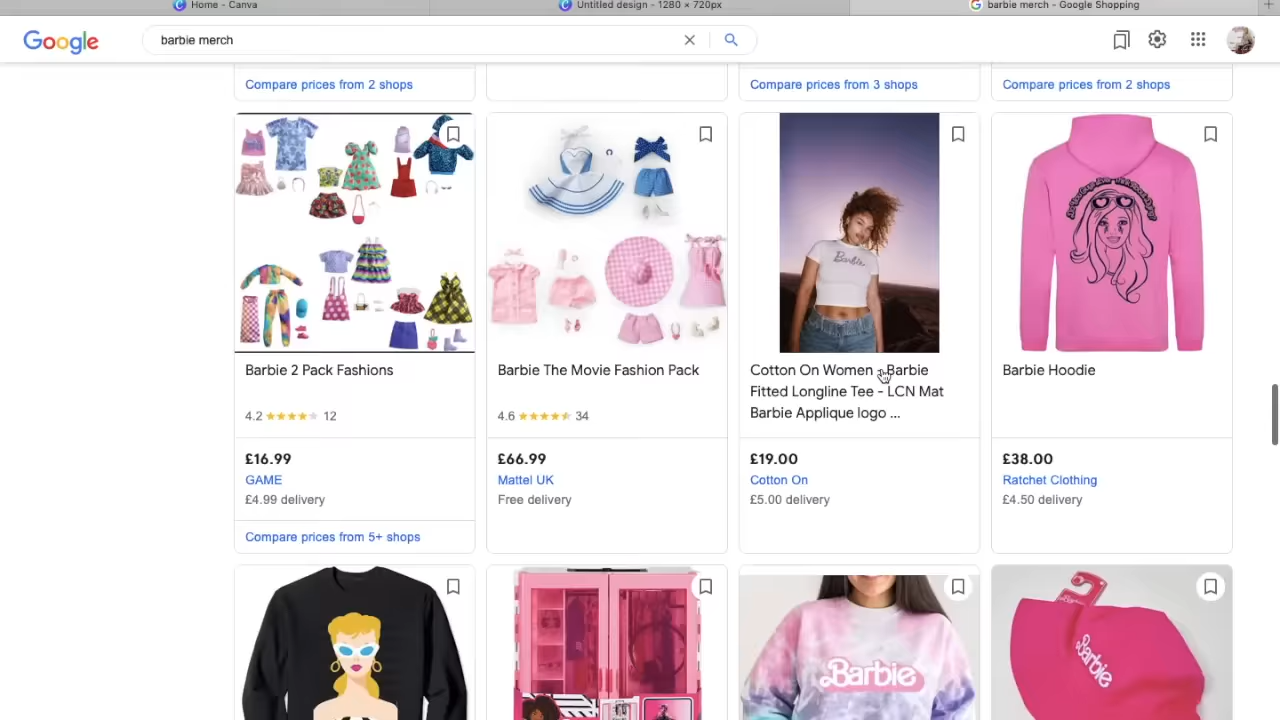 Home - Canva
Untitled design - 1280 × 720px
barbie merch - Google Shopping
Google
barbie merch
Compare prices from 2 shops
Compare prices from 3 shops
Compare prices from 2 shops
Barbie
Barbie 2 Pack Fashions
Barbie The Movie Fashion Pack
Cotton On Women - Barbie
Fitted Longline Tee - LCN Mat
Barbie Applique logo ...
Barbie Hoodie
4.2
12
4.6
34
£16.99
£66.99
£19.00
£38.00
GAME
Mattel UK
Cotton On
Ratchet Clothing
£4.99 delivery
Free delivery
£5.00 delivery
£4.50 delivery
Compare prices from 5+ shops
Barbie
Barbie